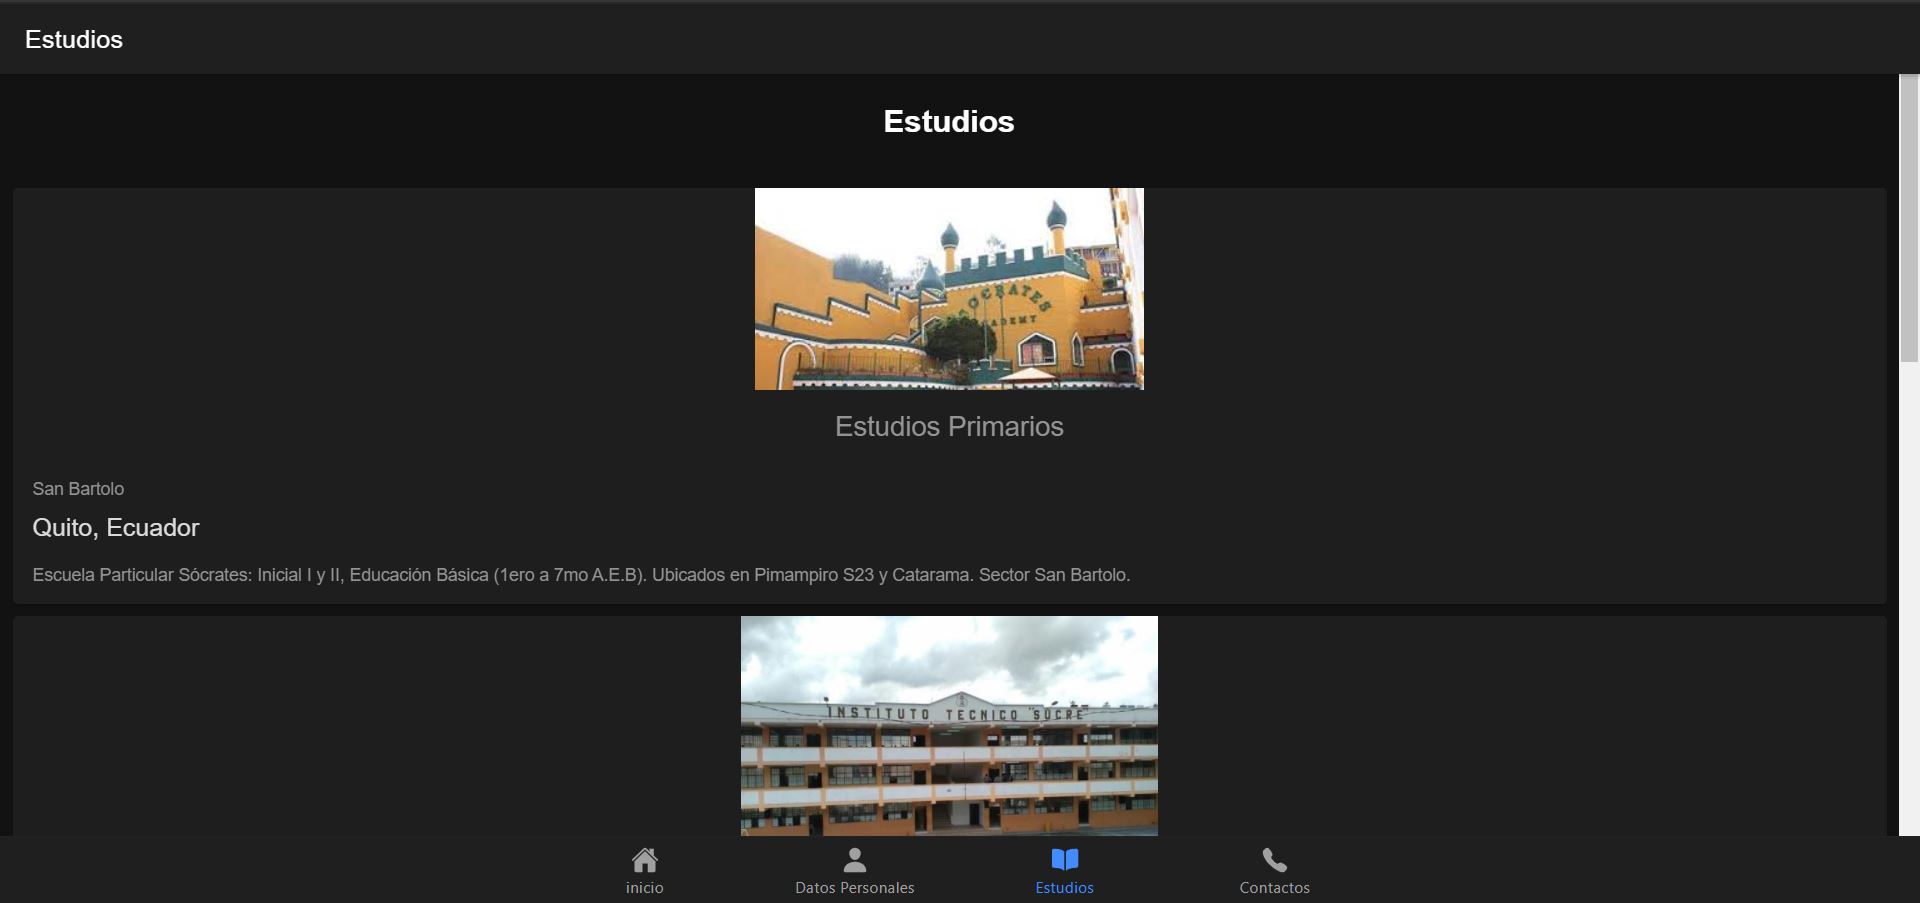 Estudios
Estudios
SOCRATES
ACADEMY
Estudios Primarios
San Bartolo
Quito, Ecuador
Escuela Particular Sócrates: Inicial I y II, Educación Básica (1ero a 7mo A.E.B). Ubicados en Pimampiro S23 y Catarama. Sector San Bartolo.
INSTITUTO TECNICO "SUCRE"
inicio
Datos Personales
Estudios
Contactos